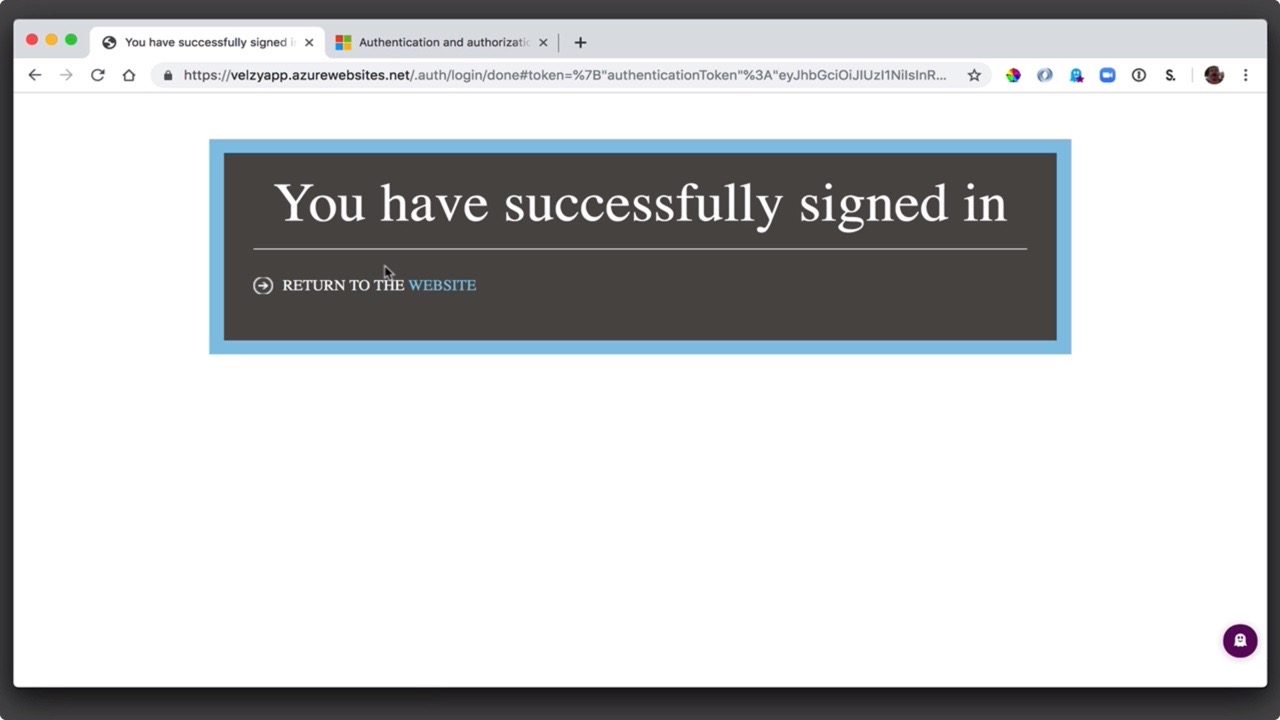 You have successfully signed i
Authentication and authorizati
https://velzyapp.azurewebsites.net/.auth/login/done#token=%7B"authenticationToken"%3A"eyJhbGciOiJIUzI1NiIsInR...
S.
You have successfully signed in
RETURN TO THE WEBSITE